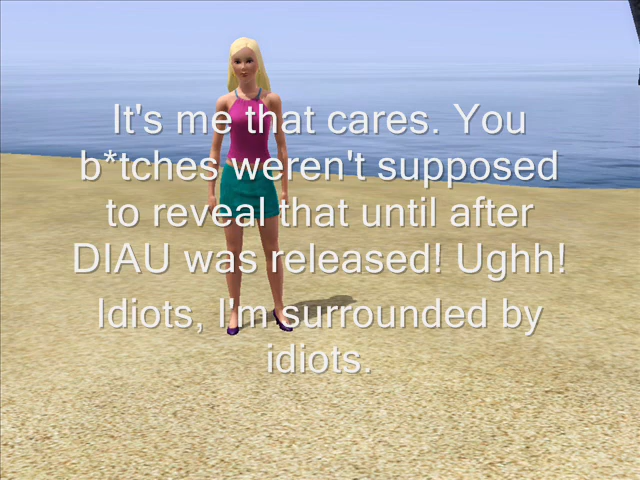 It's me that cares. You
b*tches weren't supposed
to reveal that until after
DIAU was released! Ughh!
Idiots, I'm surrounded by
idiots.